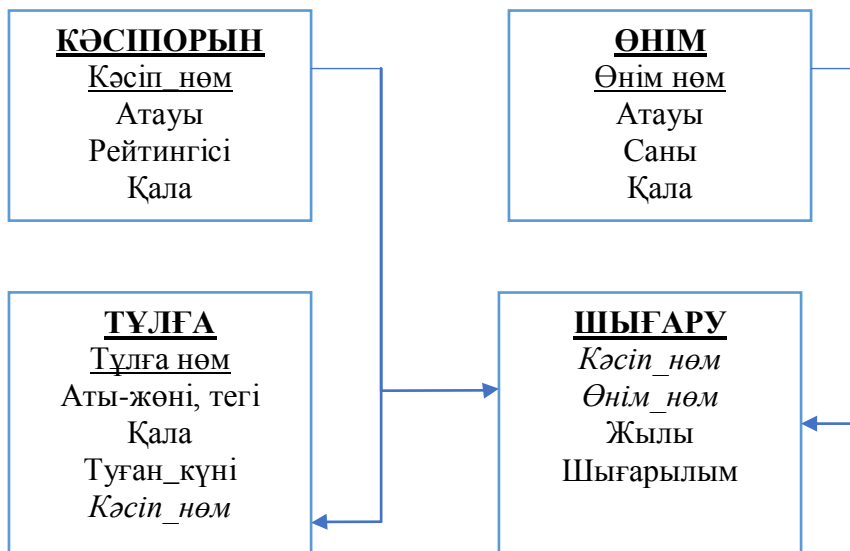 КӘСІПОРЫН
Кәсіп_нөм
Атауы
Рейтингісі
Қала
ӨНІМ
Өнім нөм
Атауы
Саны
Қала
ТҰЛҒА
Тұлға нөм
Аты-жөні, тегі
Қала
Туған_күні
Кәсіп_нөм
ШЫҒАРУ
Кәсіп_нөм
Өнім_нөм
Жылы
Шығарылым